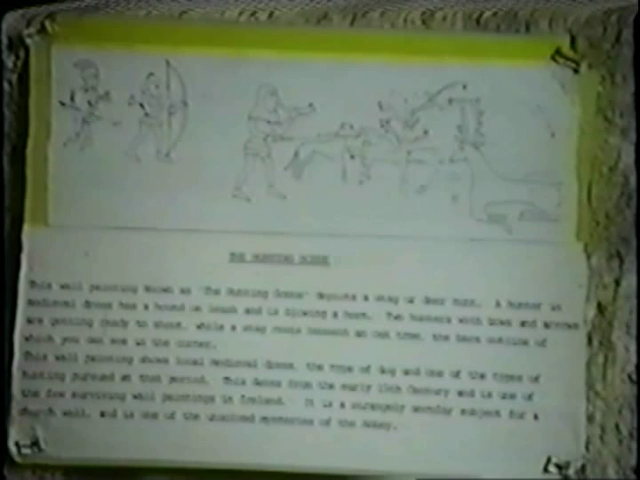 THE HUNTING SCENE
This wall painting known as "The Hunting Scene" depicts a stag or deer hunt. A hunter in
medieval dress has a hound on leash and is blowing a horn. Two hunters with bows and arrows
are getting ready to shoot, while a stag rests beneath an oak tree, the bare outline of
which you can see in the corner.
This wall painting shows local medieval dress, the type of dog and one of the types of
hunting pursued at that period. This dates from the early 15th Century and is one of
the few surviving wall paintings in Ireland. It is a strangely secular subject for a
church wall, and is one of the unsolved mysteries of the Abbey.